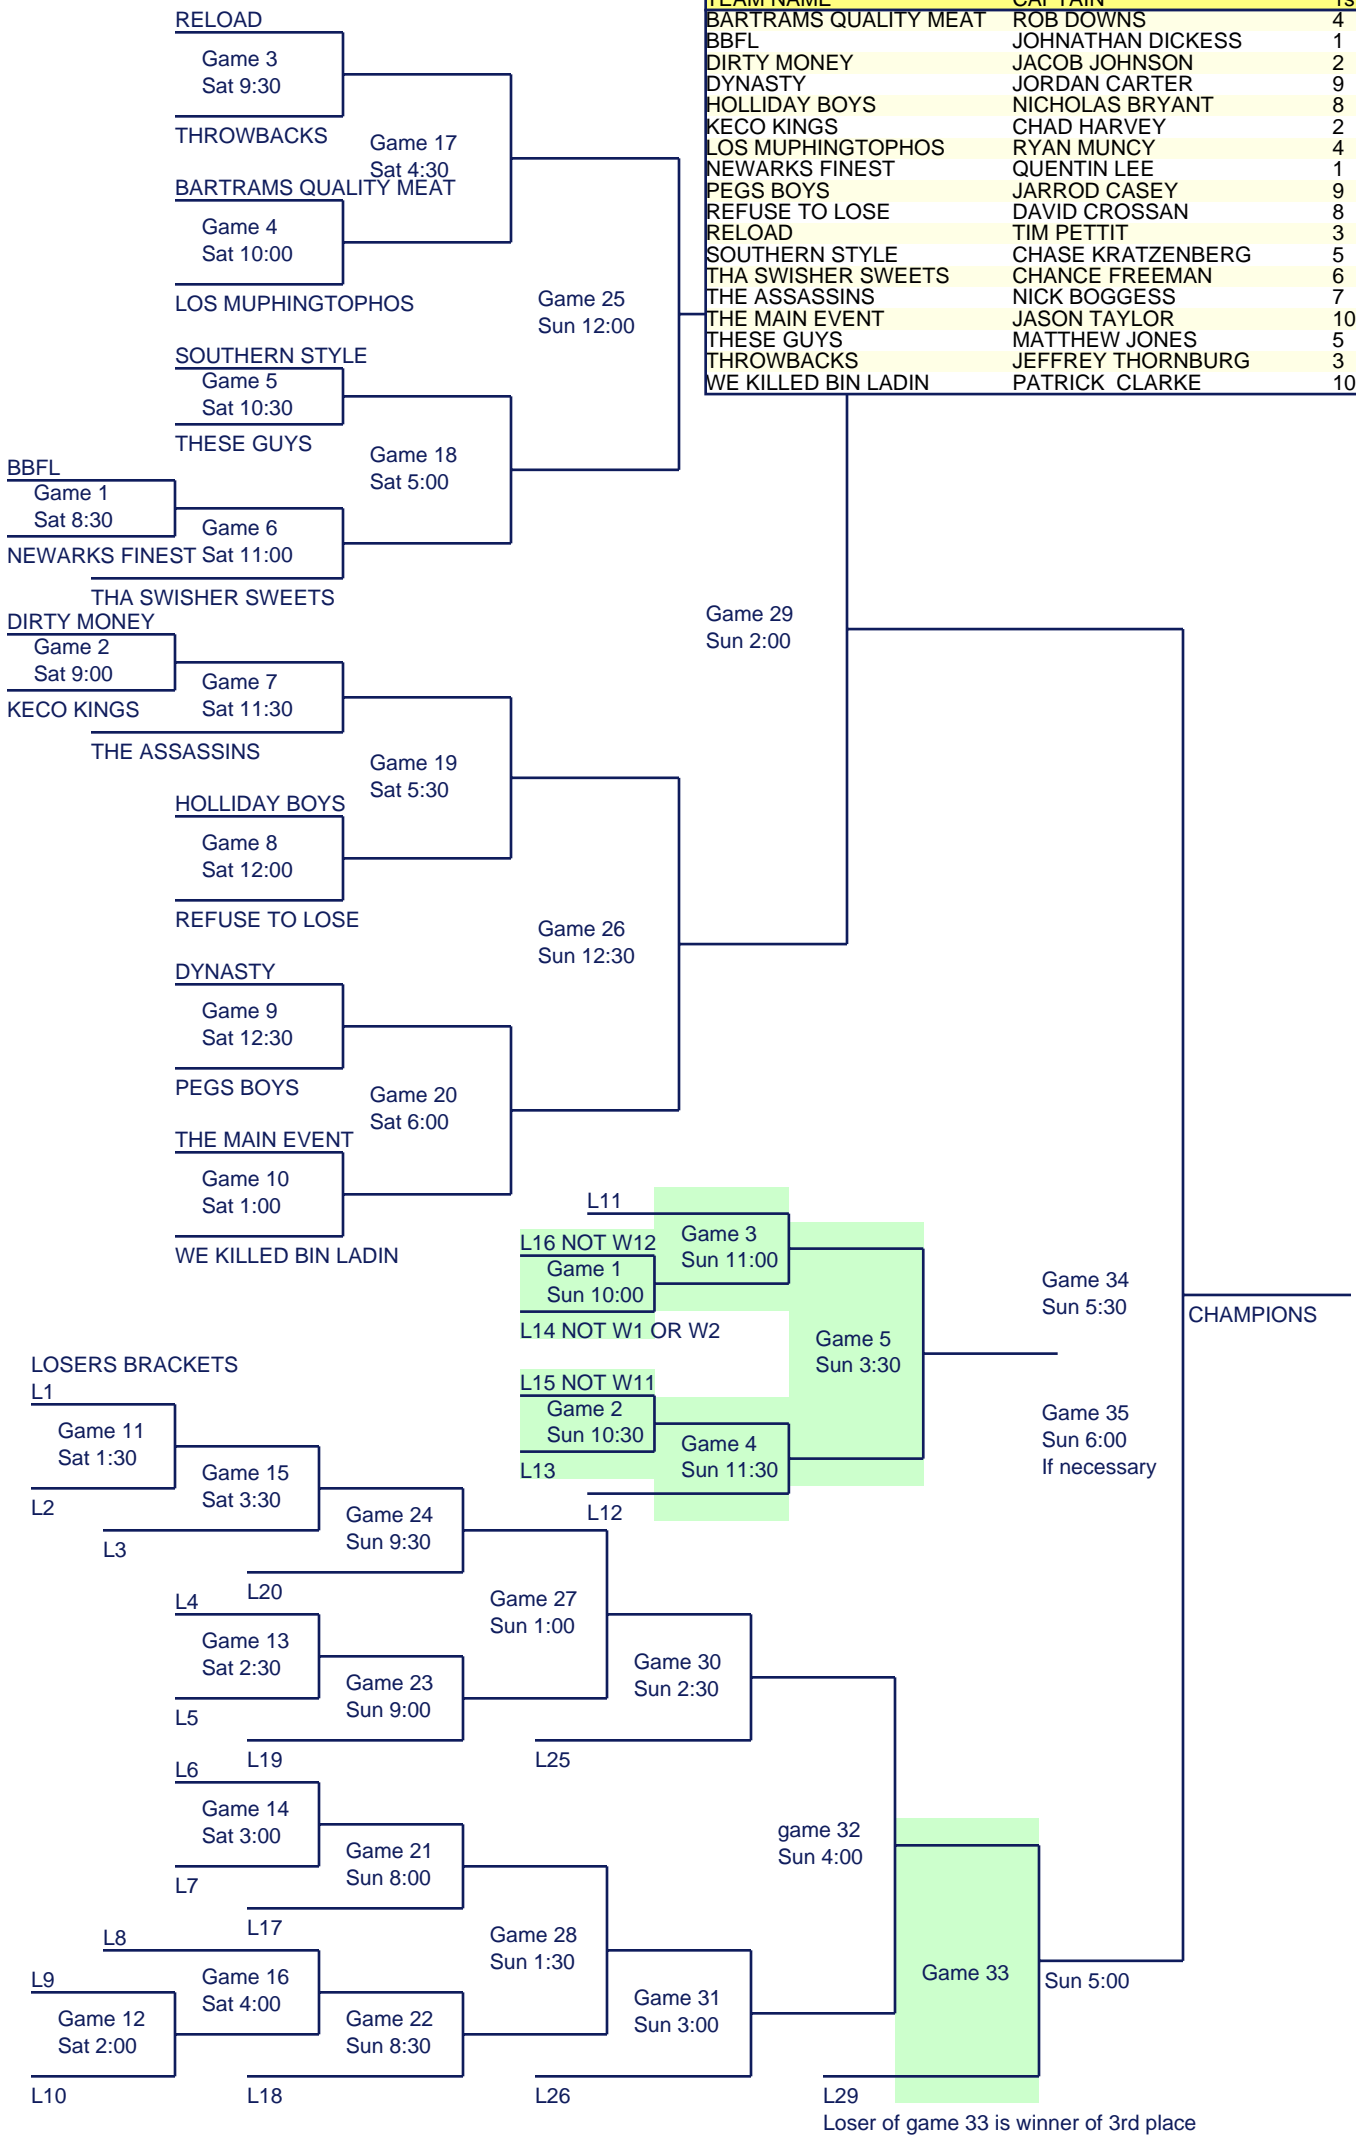 TEAM NAME CAPTAIN 1s
BARTRAMS QUALITY MEAT ROB DOWNS 4
BBFL JOHNATHAN DICKESS 1
DIRTY MONEY JACOB JOHNSON 2
DYNASTY JORDAN CARTER 9
HOLLIDAY BOYS NICHOLAS BRYANT 8
KECO KINGS CHAD HARVEY 2
LOS MUPHINGTOPHOS RYAN MUNCY 4
NEWARKS FINEST QUENTIN LEE 1
PEGS BOYS JARROD CASEY 9
REFUSE TO LOSE DAVID CROSSAN 8
RELOAD TIM PETTIT 3
SOUTHERN STYLE CHASE KRATZENBERG 5
THA SWISHER SWEETS CHANCE FREEMAN 6
THE ASSASSINS NICK BOGGESS 7
THE MAIN EVENT JASON TAYLOR 10
THESE GUYS MATTHEW JONES 5
THROWBACKS JEFFREY THORNBURG 3
WE KILLED BIN LADIN PATRICK CLARKE 10
RELOAD
Game 3
Sat 9:30
THROWBACKS
Game 17
Sat 4:30
BARTRAMS QUALITY MEAT
Game 4
Sat 10:00
LOS MUPHINGTOPHOS
Game 25
Sun 12:00
SOUTHERN STYLE
Game 5
Sat 10:30
THESE GUYS
Game 18
Sat 5:00
BBFL
Game 1
Sat 8:30
NEWARKS FINEST
Game 6
Sat 11:00
THA SWISHER SWEETS
Game 29
Sun 2:00
DIRTY MONEY
Game 2
Sat 9:00
KECO KINGS
Game 7
Sat 11:30
THE ASSASSINS
Game 19
Sat 5:30
HOLLIDAY BOYS
Game 8
Sat 12:00
REFUSE TO LOSE
Game 26
Sun 12:30
DYNASTY
Game 9
Sat 12:30
PEGS BOYS
Game 20
Sat 6:00
THE MAIN EVENT
Game 10
Sat 1:00
WE KILLED BIN LADIN
L11
L16 NOT W12
Game 1
Sun 10:00
L14 NOT W1 OR W2
Game 3
Sun 11:00
Game 5
Sun 3:30
L15 NOT W11
Game 2
Sun 10:30
L13
Game 4
Sun 11:30
L12
Game 34
Sun 5:30
CHAMPIONS
Game 35
Sun 6:00
If necessary
LOSERS BRACKETS
L1
Game 11
Sat 1:30
L2
Game 15
Sat 3:30
L3
Game 24
Sun 9:30
L20
L4
Game 13
Sat 2:30
L5
Game 23
Sun 9:00
L19
Game 27
Sun 1:00
Game 30
Sun 2:30
L25
L6
Game 14
Sat 3:00
L7
Game 21
Sun 8:00
L17
game 32
Sun 4:00
L8
Game 16
Sat 4:00
L9
Game 12
Sat 2:00
L10
Game 22
Sun 8:30
L18
Game 28
Sun 1:30
Game 31
Sun 3:00
L26
Game 33
Sun 5:00
L29
Loser of game 33 is winner of 3rd place